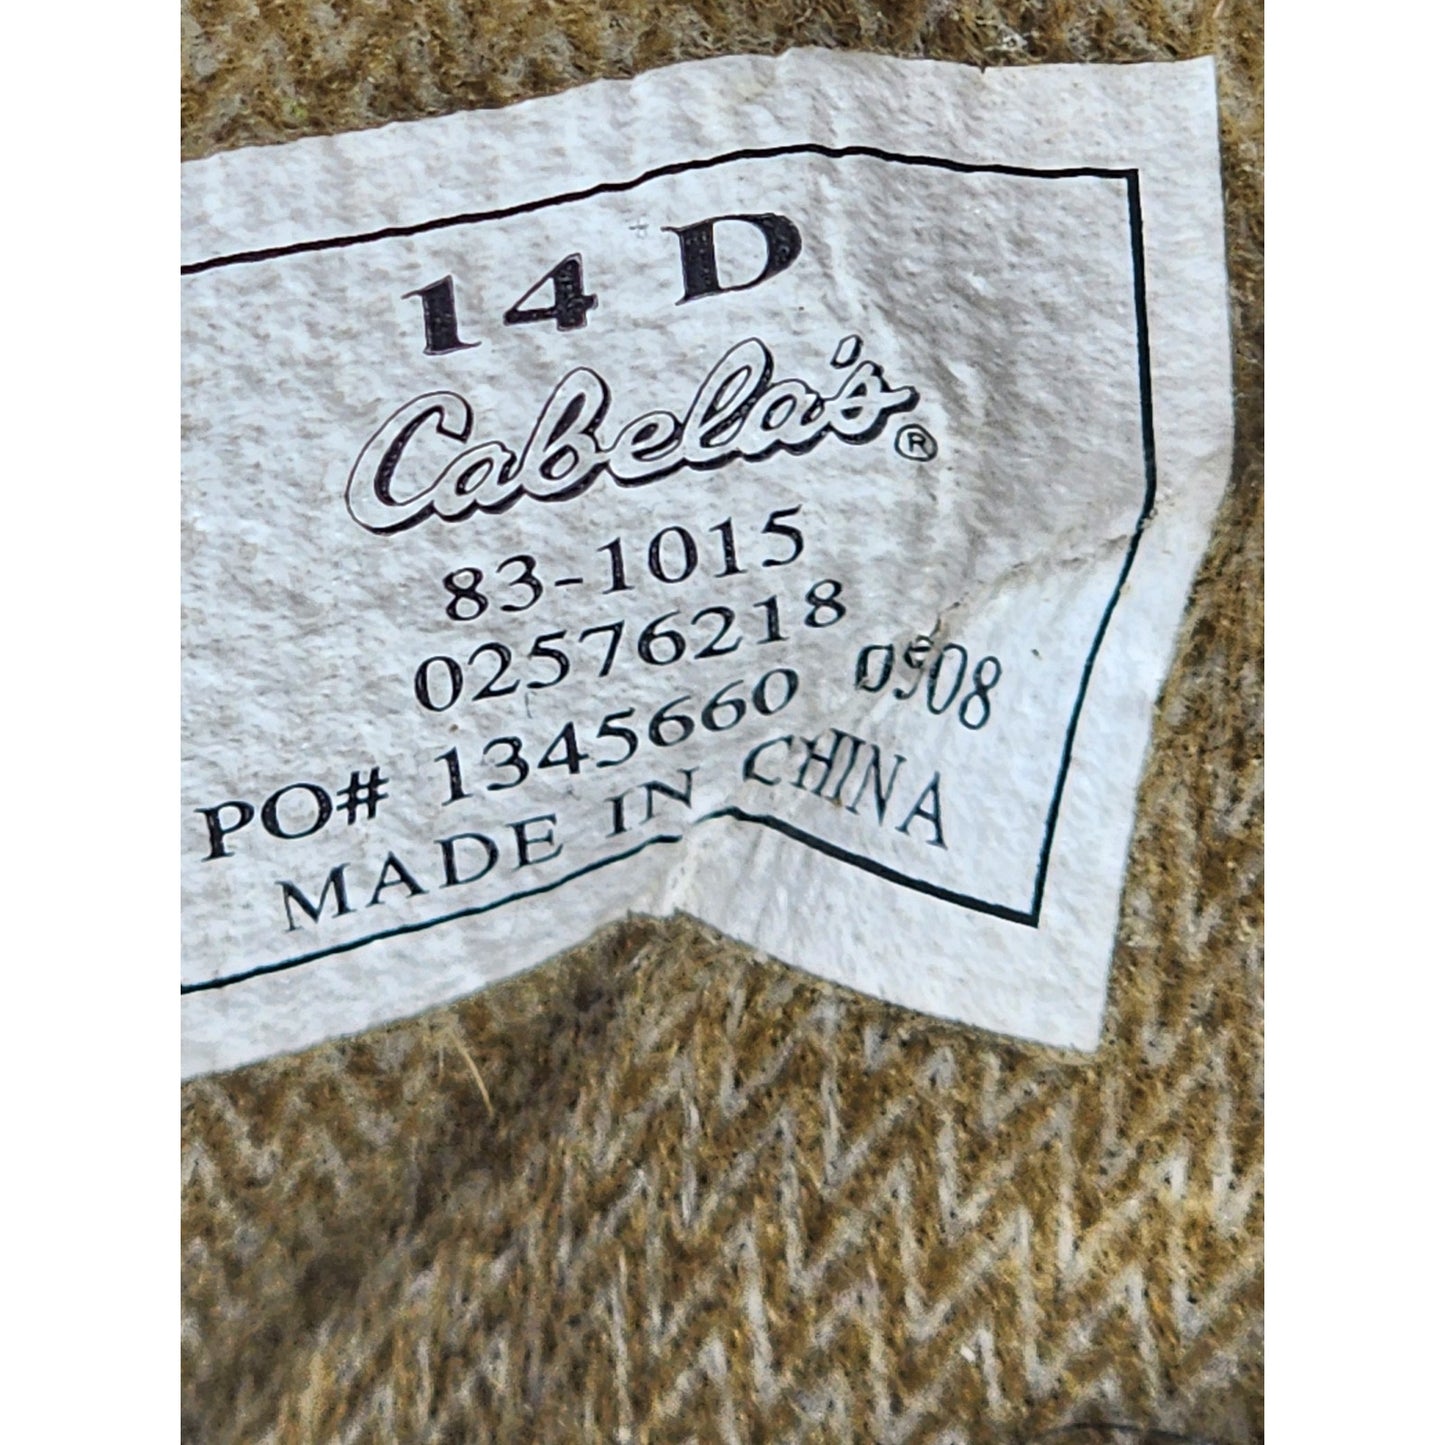 14 D
Cabela's®
83-1015
02576218
PO# 1345660 0508
MADE IN CHINA